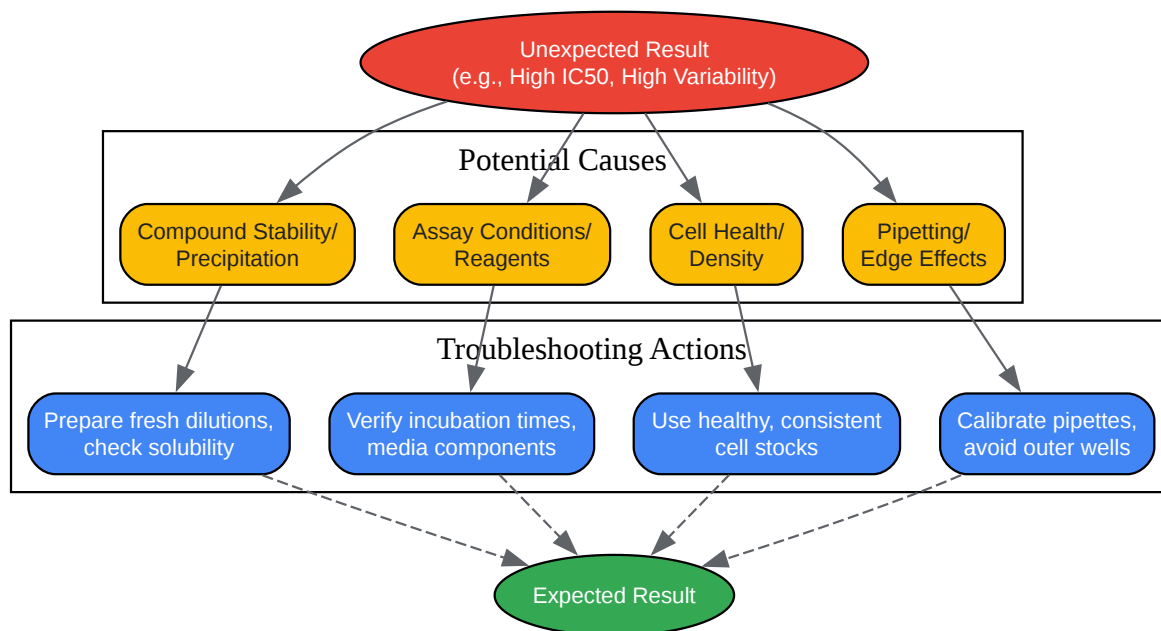 Unexpected Result
(e.g., High IC50, High Variability)
Potential Causes
Compound Stability/
Precipitation
Assay Conditions/
Reagents
Cell Health/
Density
Pipetting/
Edge Effects
Troubleshooting Actions
Prepare fresh dilutions,
check solubility
Verify incubation times,
media components
Use healthy, consistent
cell stocks
Calibrate pipettes,
avoid outer wells
Expected Result